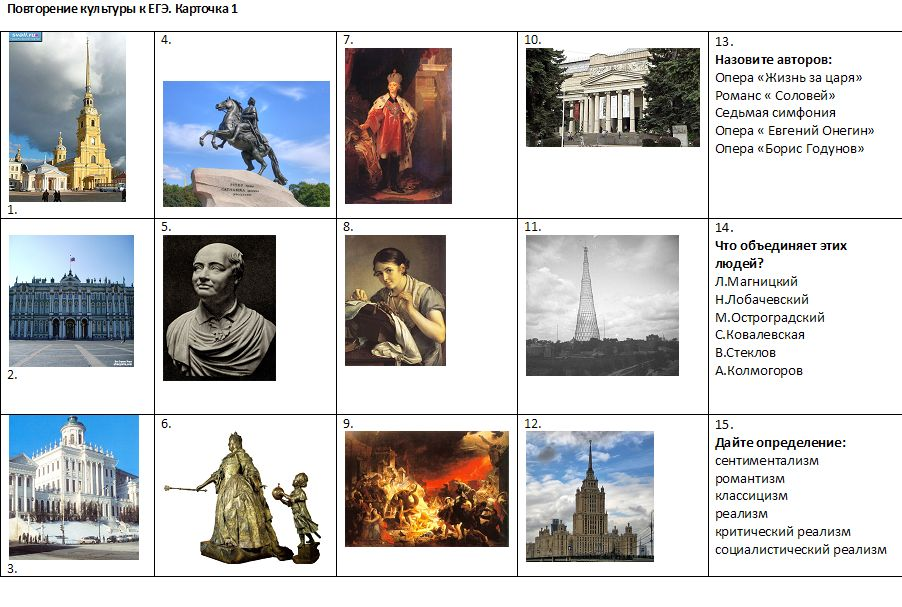 Повторение культуры к ЕГЭ. Карточка 1
1.
4.
7.
10.
13.
Назовите авторов:
Опера «Жизнь за царя»
Романс « Соловей»
Седьмая симфония
Опера « Евгений Онегин»
Опера «Борис Годунов»
2.
5.
8.
11.
14.
Что объединяет этих
людей?
Л.Магницкий
Н.Лобачевский
М.Остроградский
С.Ковалевская
В.Стеклов
А.Колмогоров
3.
6.
9.
12.
15.
Дайте определение:
сентиментализм
романтизм
классицизм
реализм
критический реализм
социалистический реализм